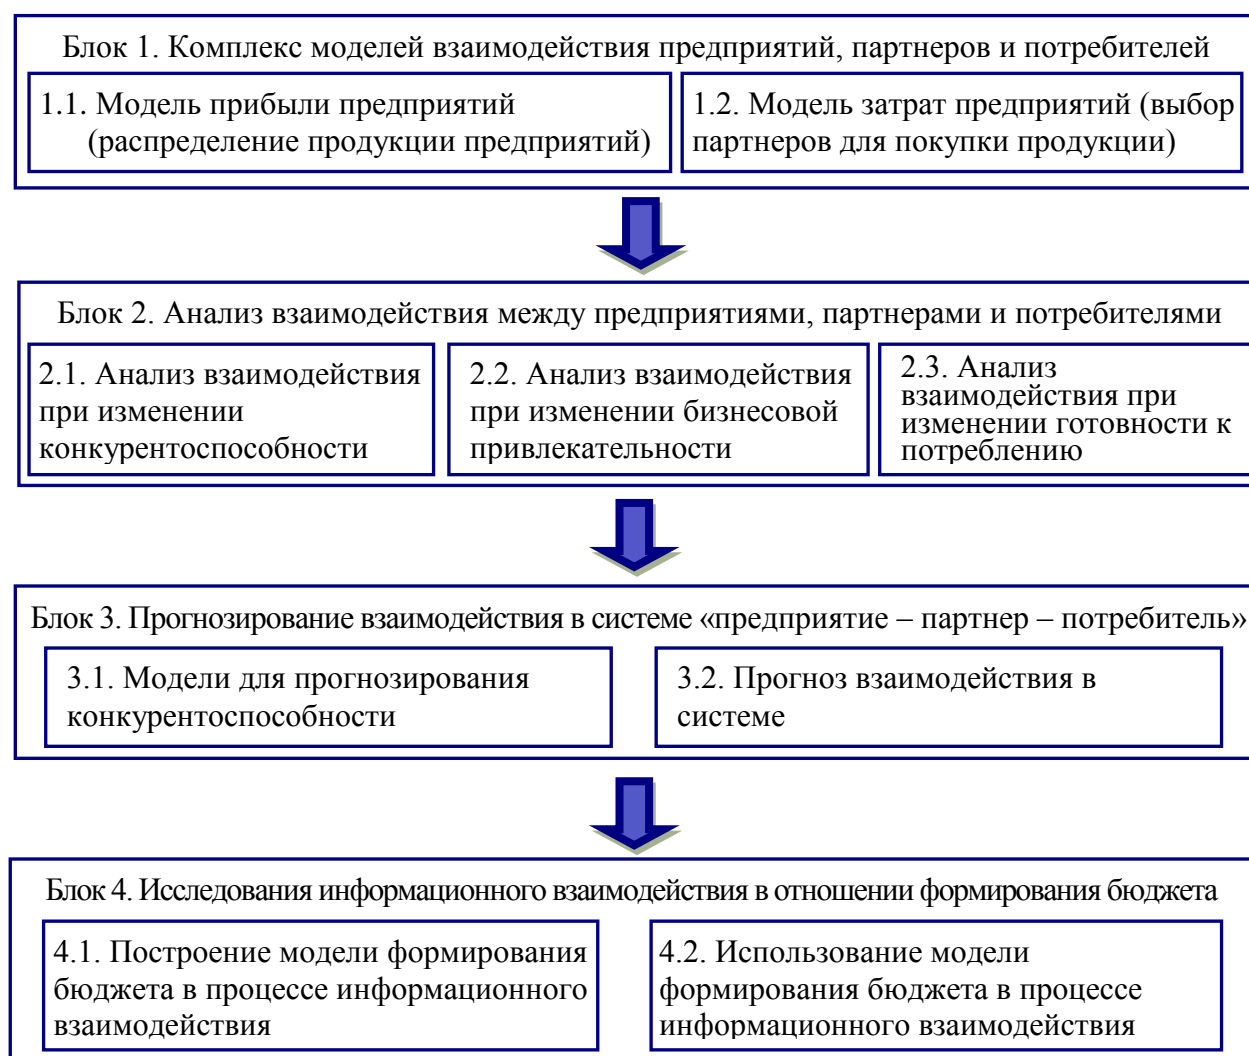 Блок 1. Комплекс моделей взаимодействия предприятий, партнеров и потребителей
1.1. Модель прибыли предприятий
(распределение продукции предприятий)
1.2. Модель затрат предприятий (выбор
партнеров для покупки продукции)
Блок 2. Анализ взаимодействия между предприятиями, партнерами и потребителями
2.1. Анализ взаимодействия
при изменении
конкурентоспособности
2.2. Анализ взаимодействия
при изменении бизнесовой
привлекательности
2.3. Анализ
взаимодействия при
изменении готовности к
потреблению
Блок 3. Прогнозирование взаимодействия в системе «предприятие – партнер – потребитель»
3.1. Модели для прогнозирования
конкурентоспособности
3.2. Прогноз взаимодействия в
системе
Блок 4. Исследования информационного взаимодействия в отношении формирования бюджета
4.1. Построение модели формирования
бюджета в процессе информационного
взаимодействия
4.2. Использование модели
формирования бюджета в процессе
информационного взаимодействия